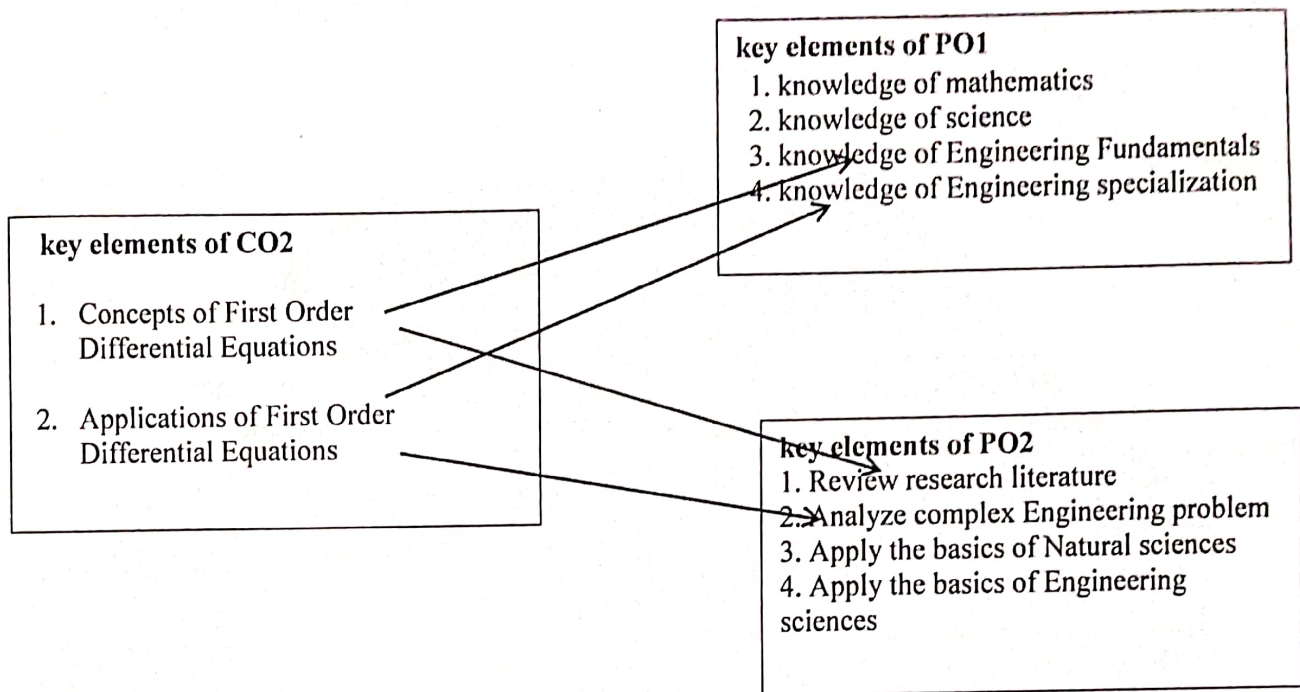 key elements of PO1
1. knowledge of mathematics
2. knowledge of science
3. knowledge of Engineering Fundamentals
4. knowledge of Engineering specialization
key elements of CO2
1. Concepts of First Order
Differential Equations
2. Applications of First Order
Differential Equations
key elements of PO2
1. Review research literature
2. Analyze complex Engineering problem
3. Apply the basics of Natural sciences
4. Apply the basics of Engineering
sciences